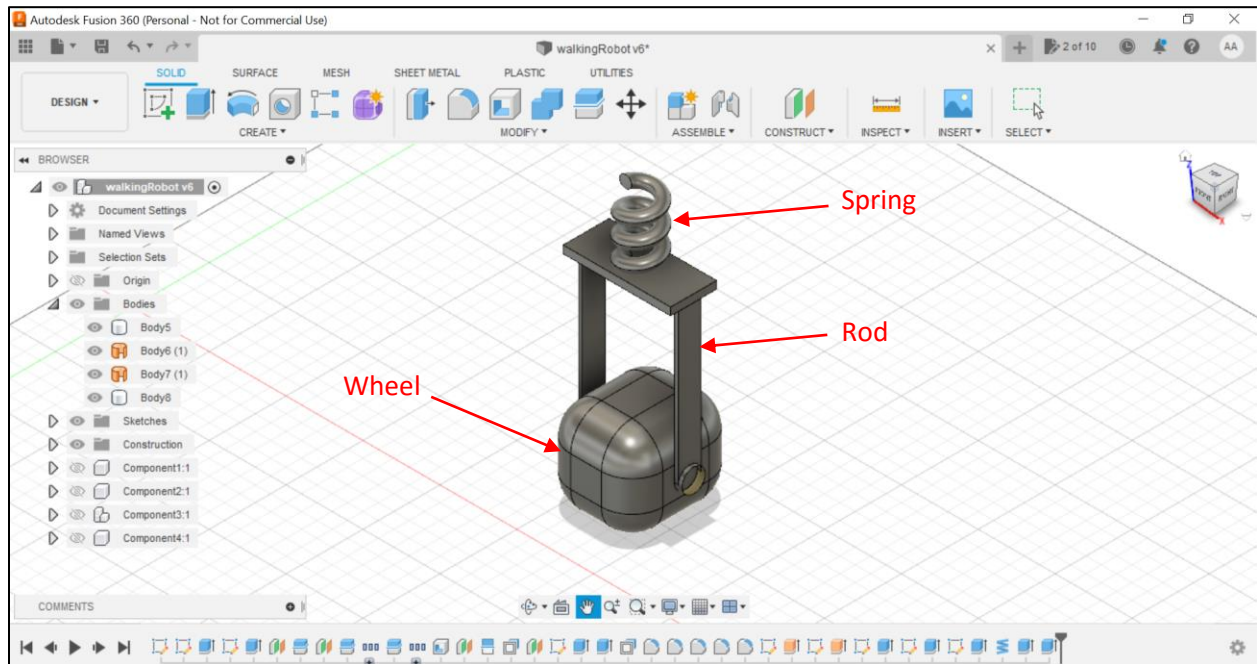 Autodesk Fusion 360 (Personal - Not for Commercial Use)
walkingRobot v6*
2 of 10
AA
SOLID SURFACE MESH SHEET METAL PLASTIC UTILITIES
DESIGN
CREATE MODIFY ASSEMBLE CONSTRUCT INSPECT INSERT SELECT
BROWSER
walkingRobot v6
Document Settings
Named Views
Selection Sets
Origin
Bodies
Body5
Body6 (1)
Body7 (1)
Body8
Sketches
Construction
Component1:1
Component2:1
Component3:1
Component4:1
Spring
Rod
Wheel
Z
X
COMMENTS